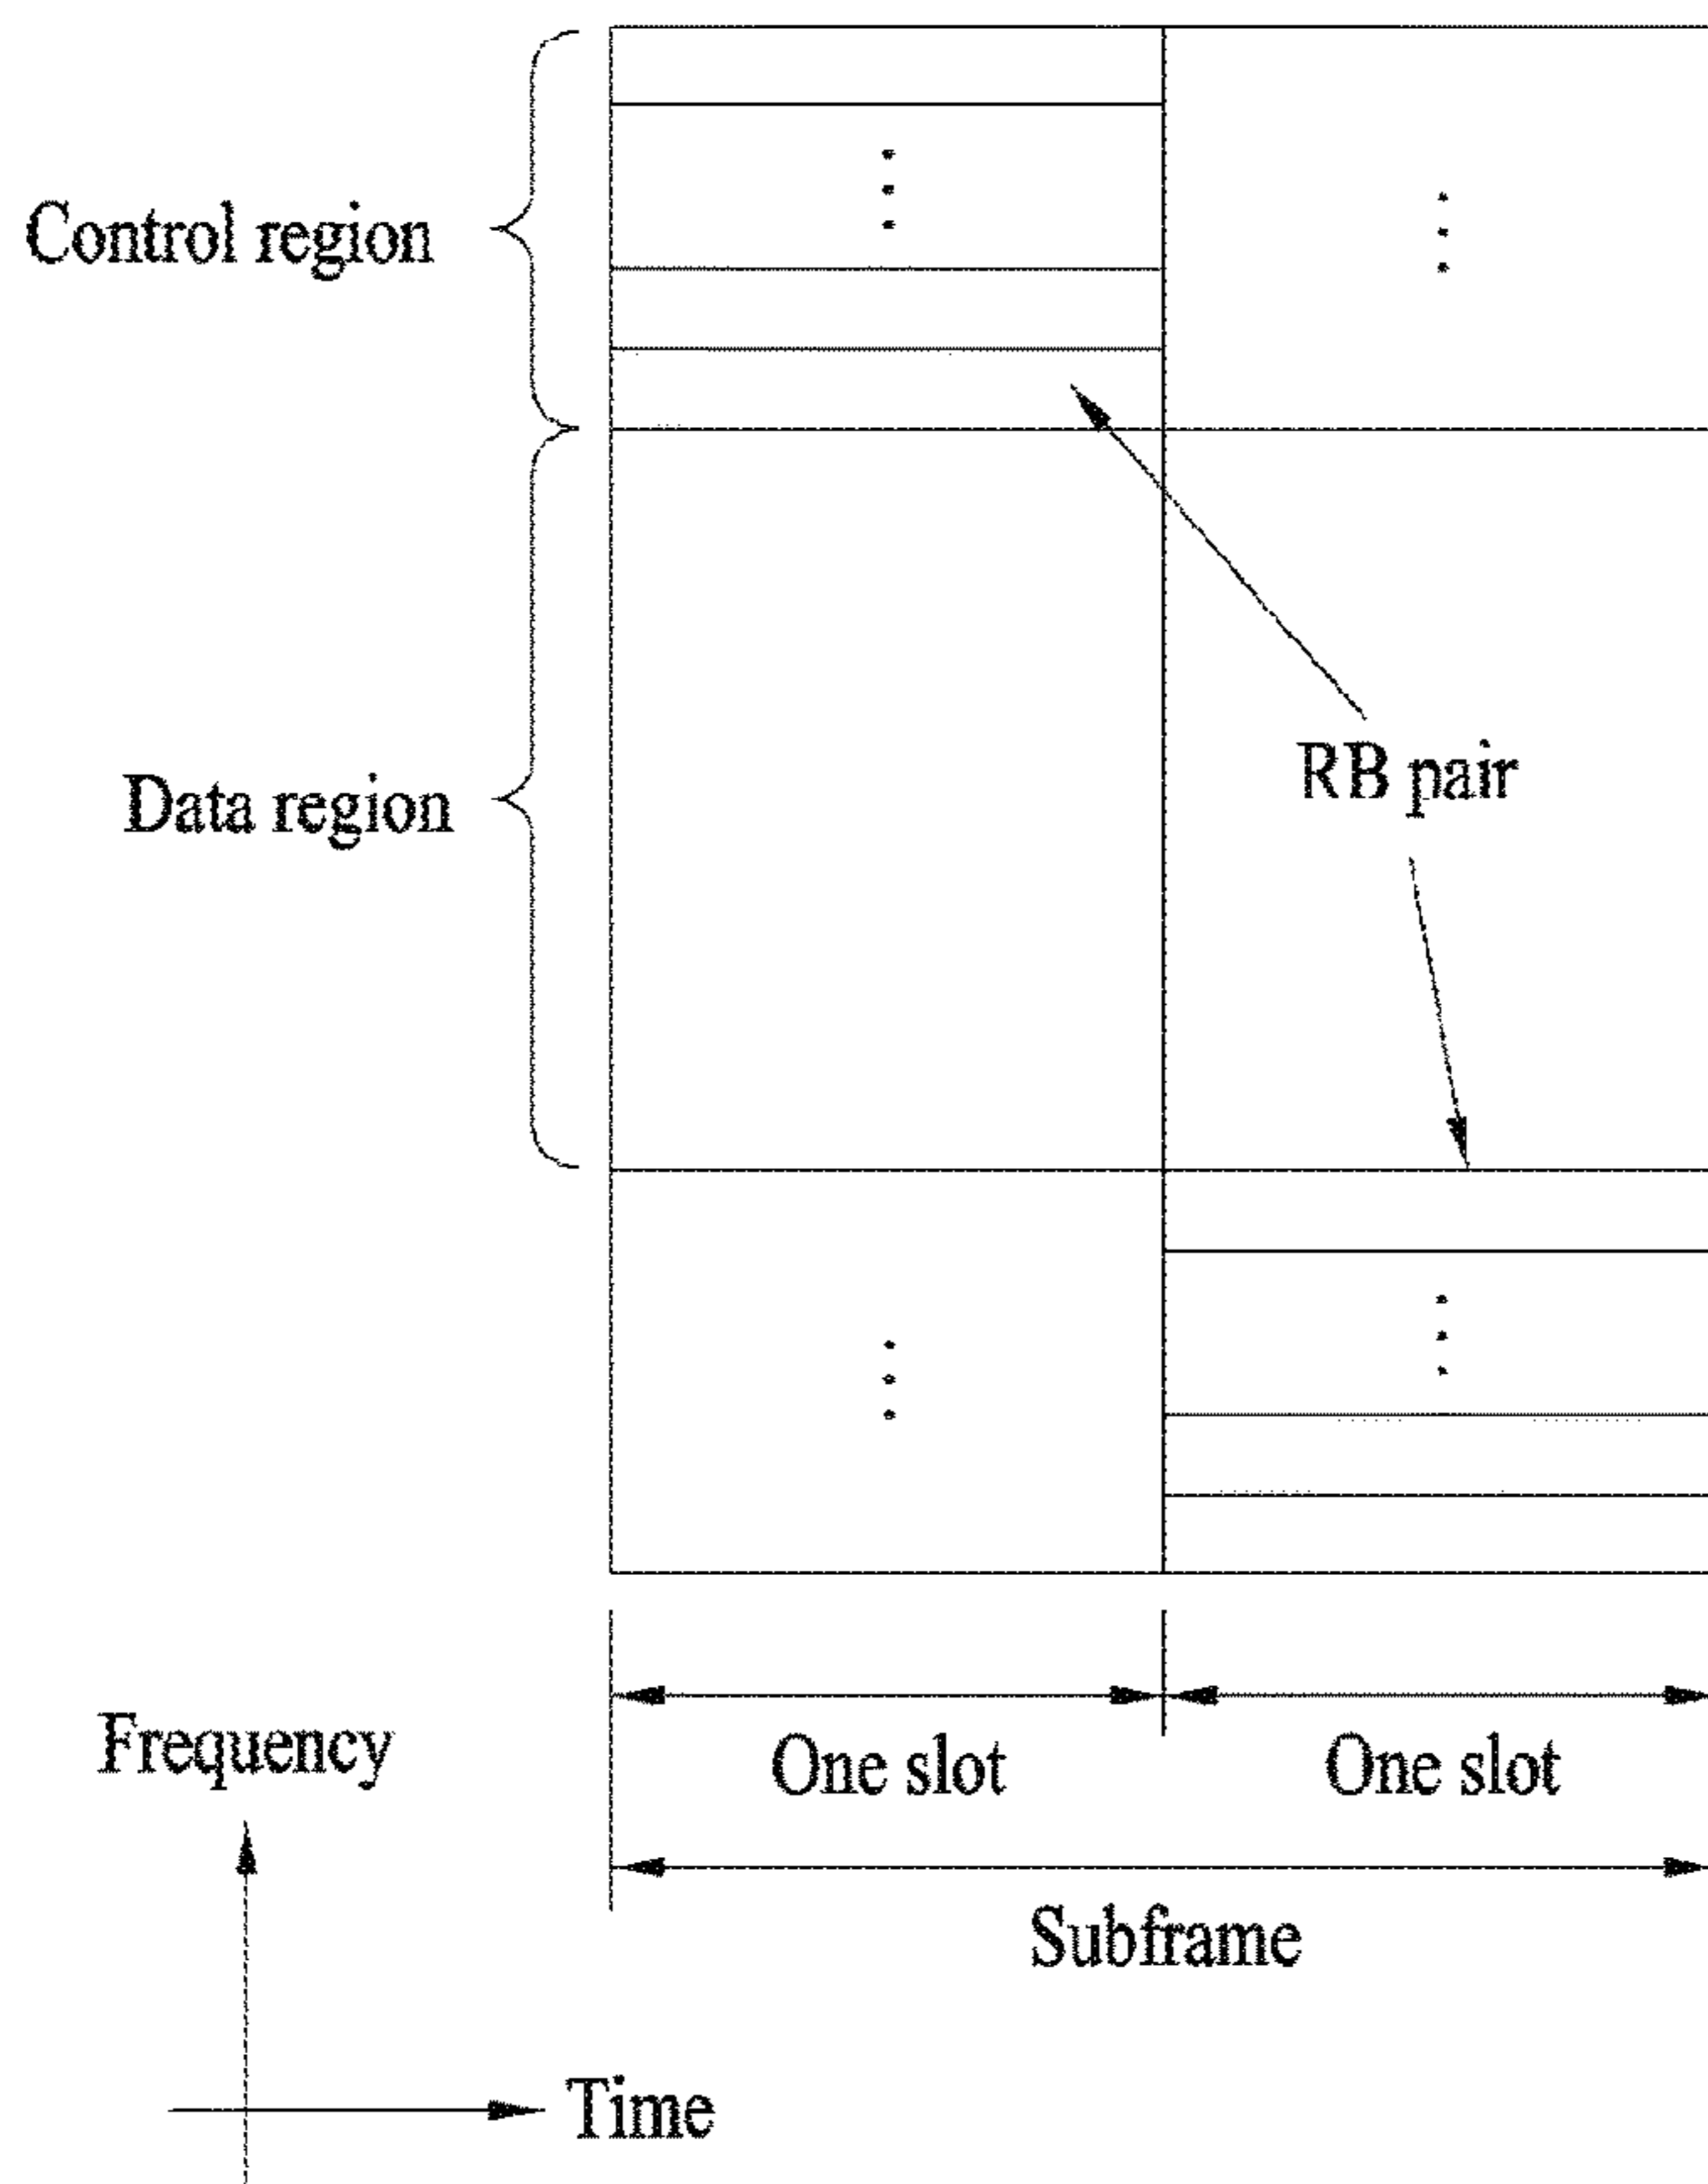 Control region
RB pair
Data region
One slot
One slot
Frequency
Subframe
Time